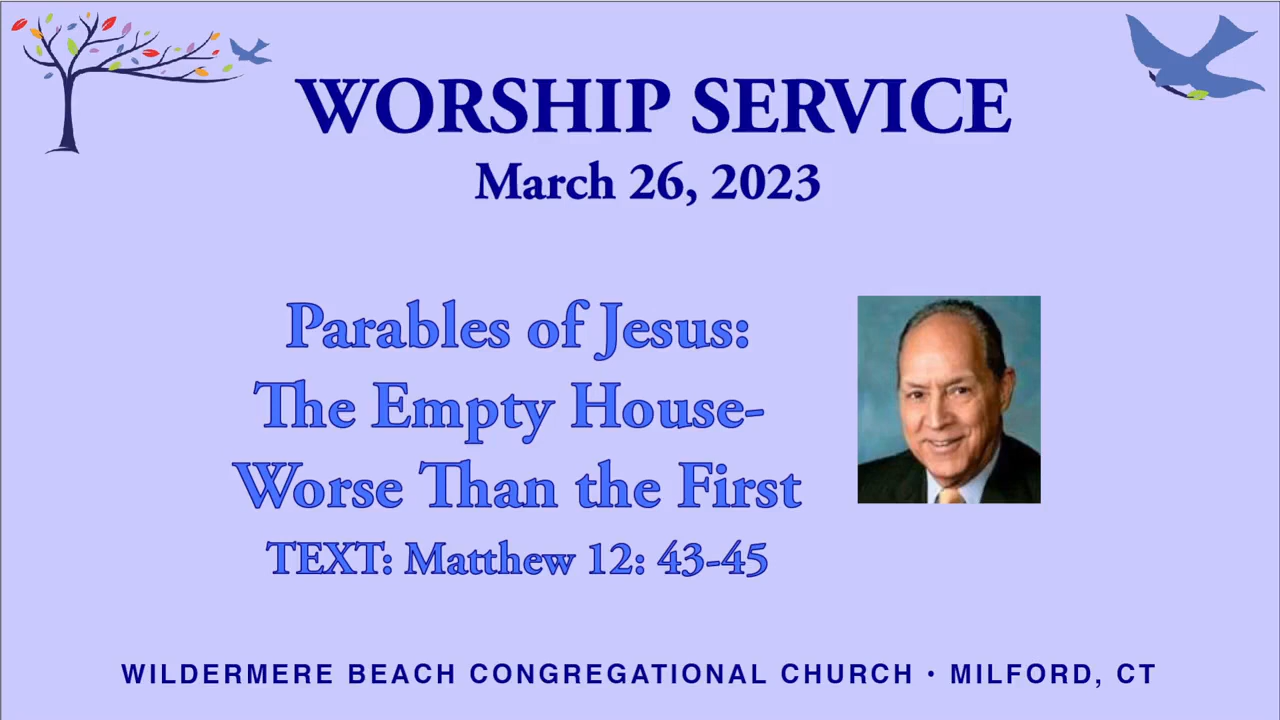 WORSHIP SERVICE
March 26, 2023
Parables of Jesus:
The Empty House-
Worse Than the First
TEXT: Matthew 12: 43-45
WILDERMERE BEACH CONGREGATIONAL CHURCH • MILFORD, CT